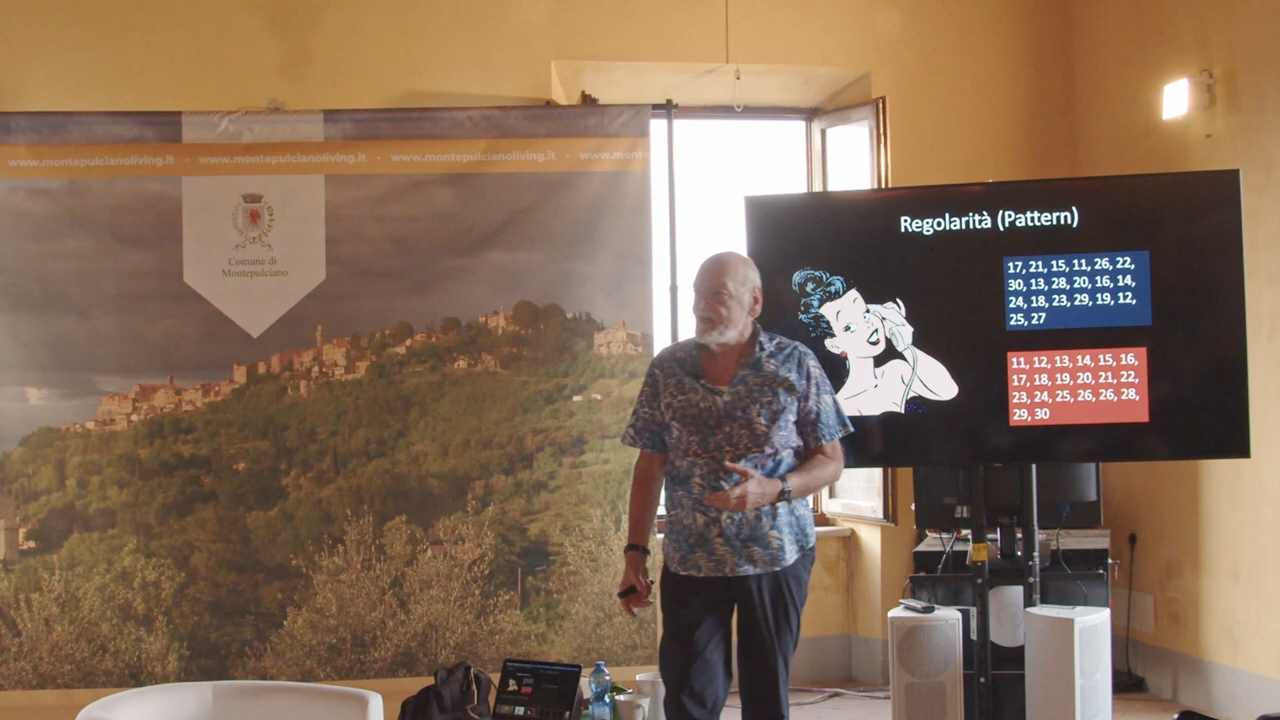 www.montepulcianoliving.it · www.montepulcianoliving.it · www.montepulcianoliving.it · www.mont
Comune di
Montepulciano
Regolarità (Pattern)
17, 21, 15, 11, 26, 22,
30, 13, 28, 20, 16, 14,
24, 18, 23, 29, 19, 12,
25, 27
11, 12, 13, 14, 15, 16,
17, 18, 19, 20, 21, 22,
23, 24, 25, 26, 26, 28,
29, 30